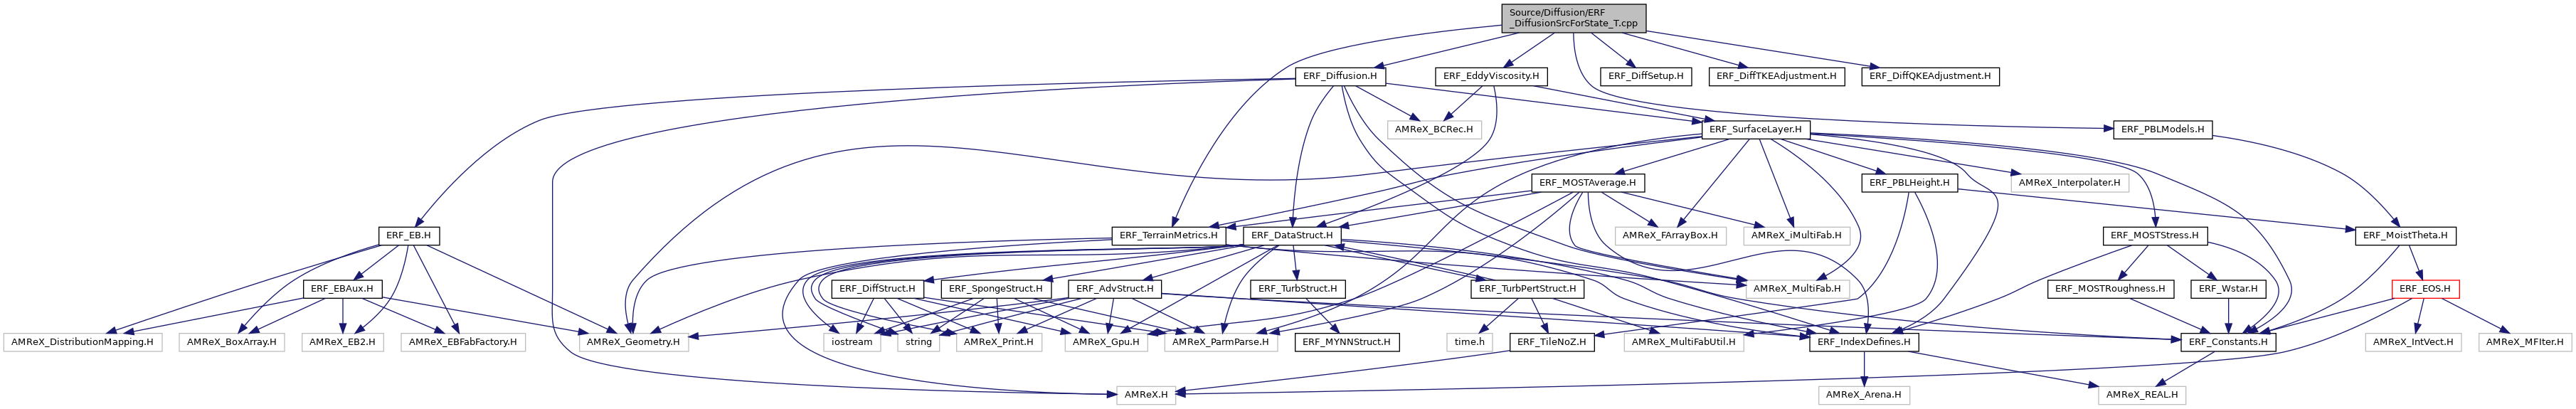 Source/Diffusion/ERF
_DiffusionSrcForState_T.cpp
ERF_Diffusion.H
ERF_EddyViscosity.H
ERF_DiffSetup.H
ERF_DiffTKEAdjustment.H
ERF_DiffQKEAdjustment.H
AMReX_BCRec.H
ERF_SurfaceLayer.H
ERF_PBLModels.H
ERF_MOSTAverage.H
ERF_PBLHeight.H
AMReX_Interpolater.H
ERF_EB.H
ERF_TerrainMetrics.H
ERF_DataStruct.H
AMReX_FArrayBox.H
AMReX_iMultiFab.H
ERF_MOSTStress.H
ERF_MoistTheta.H
ERF_EBAux.H
ERF_DiffStruct.H
ERF_SpongeStruct.H
ERF_AdvStruct.H
ERF_TurbStruct.H
ERF_TurbPertStruct.H
AMReX_MultiFab.H
ERF_MOSTRoughness.H
ERF_Wstar.H
ERF_EOS.H
AMReX_DistributionMapping.H
AMReX_BoxArray.H
AMReX_EB2.H
AMReX_EBFabFactory.H
AMReX_Geometry.H
iostream
string
AMReX_Print.H
AMReX_Gpu.H
AMReX_ParmParse.H
ERF_MYNNStruct.H
time.h
ERF_TileNoZ.H
AMReX_MultiFabUtil.H
ERF_IndexDefines.H
ERF_Constants.H
AMReX_IntVect.H
AMReX_MFIter.H
AMReX.H
AMReX_Arena.H
AMReX_REAL.H